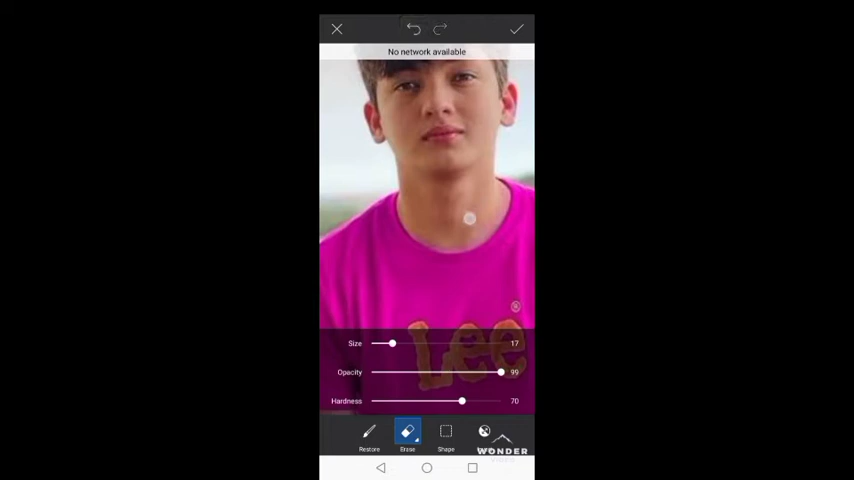 No network available
®
Lee
Size 17
Opacity 99
Hardness 70
Restore Erase Shape
WONDER